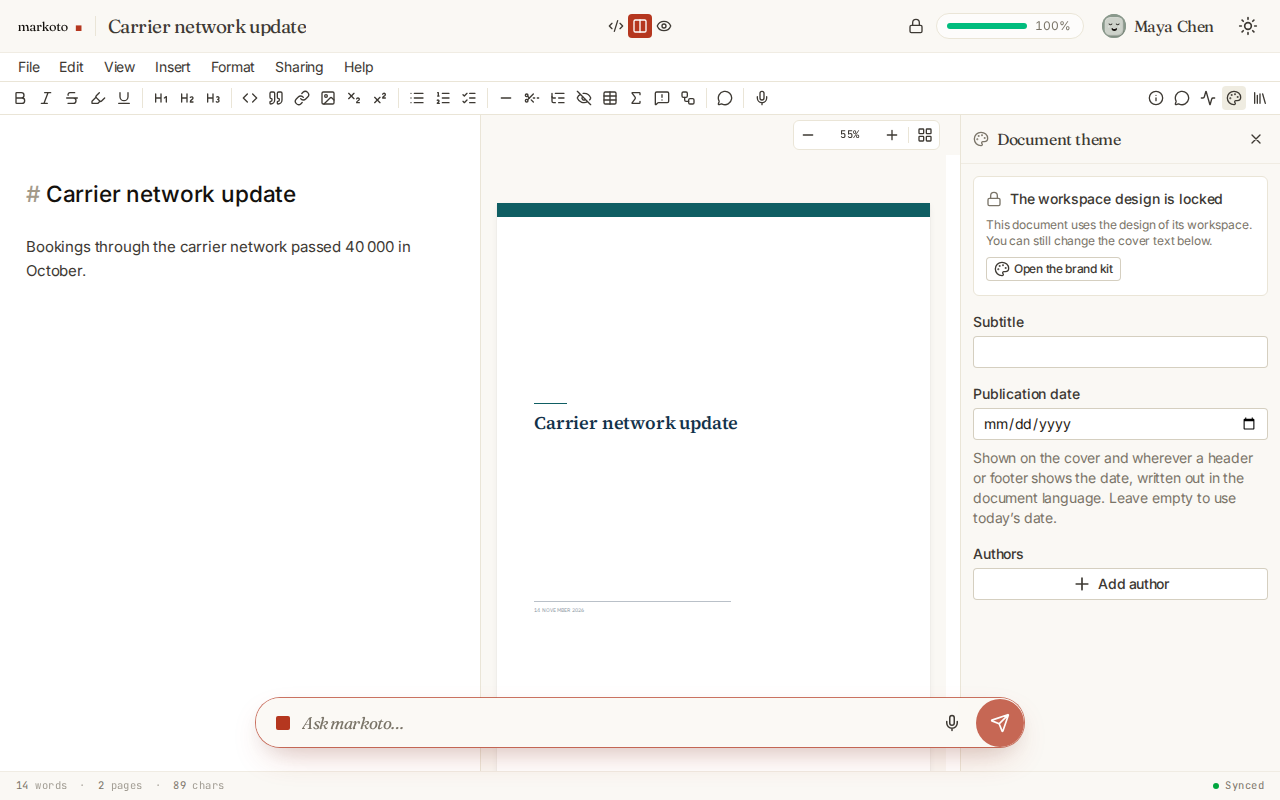 markoto
Carrier network update
100%
Maya Chen
File Edit View Insert Format Sharing Help
H1 H2 H3
X2 X2
55%
# Carrier network update
Bookings through the carrier network passed 40 000 in
October.
Carrier network update
Document theme
The workspace design is locked
This document uses the design of its workspace.
You can still change the cover text below.
Open the brand kit
Subtitle
Publication date
mm/dd/yyyy
Shown on the cover and wherever a header
or footer shows the date, written out in the
document language. Leave empty to use
today's date.
Authors
Add author
Ask markoto...
14 words · 2 pages · 89 chars
Synced